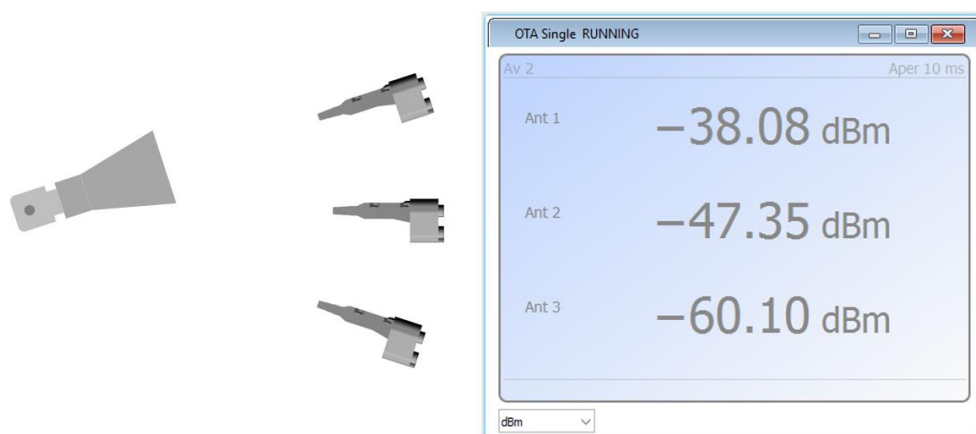 OTA Single RUNNING
Av 2 Aper 10 ms
Ant 1 −38.08 dBm
Ant 2 −47.35 dBm
Ant 3 −60.10 dBm
dBm